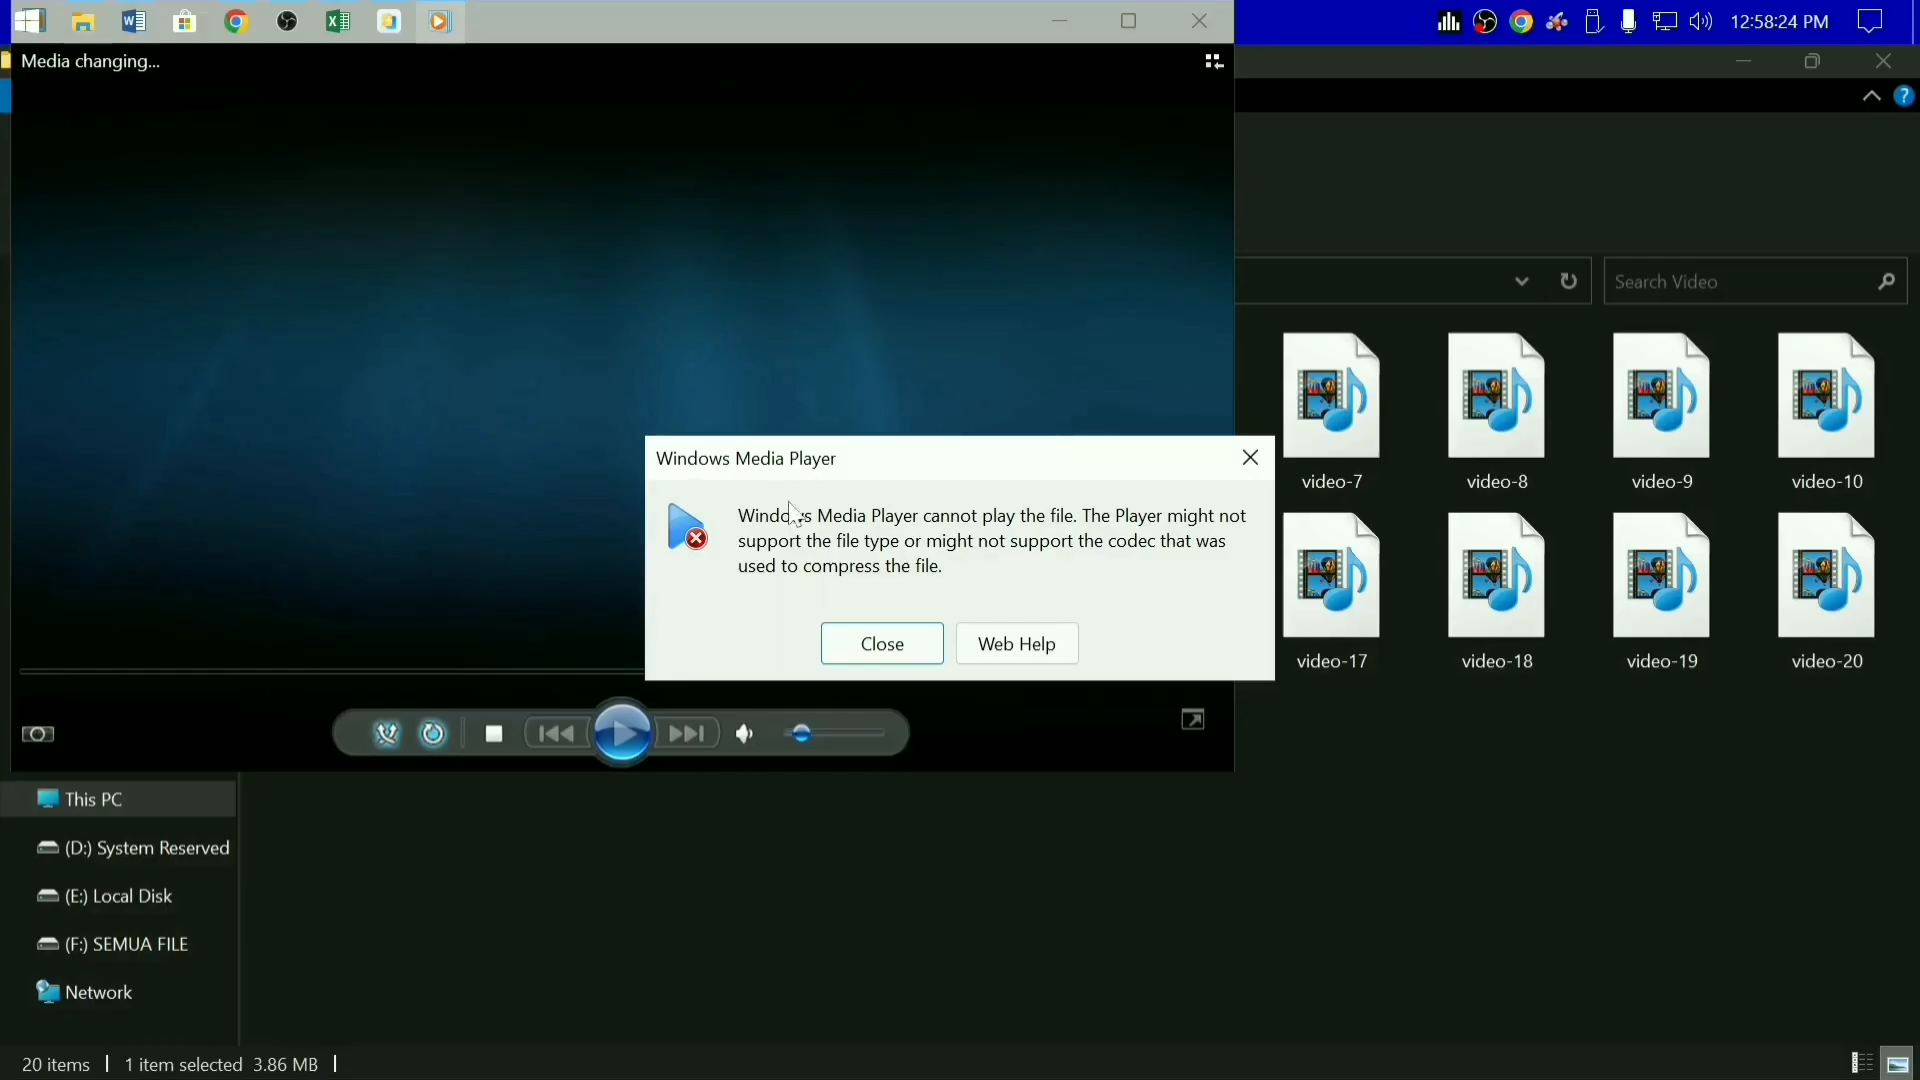 12:58:24 PM
Media changing...
Search Video
video-7
video-8
video-9
video-10
Windows Media Player
Windows Media Player cannot play the file. The Player might not
support the file type or might not support the codec that was
used to compress the file.
Close
Web Help
video-17
video-18
video-19
video-20
This PC
(D:) System Reserved
(E:) Local Disk
(F:) SEMUA FILE
Network
20 items
1 item selected 3.86 MB